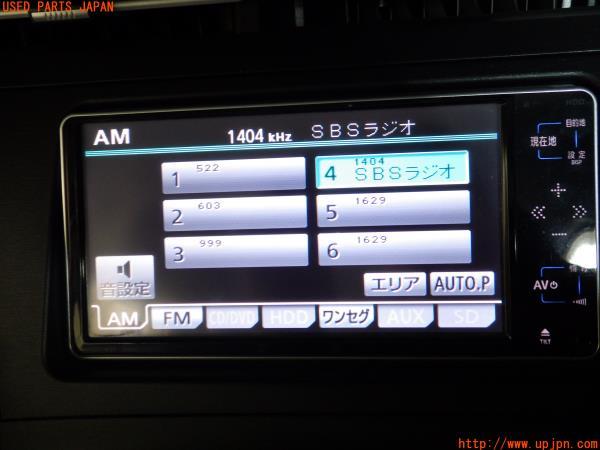 USED PARTS JAPAN
AM 1404 kHz SBSラジオ
1 522
4 1404 SBSラジオ
2 603
5 1629
3 999
6 1629
音設定
エリア AUTO.P
AM FM CD/DVD HDD ワンセグ AUX SD
HDD
目的地
現在地
設定
DISP
AV
TILT
http://www.upjpn.com